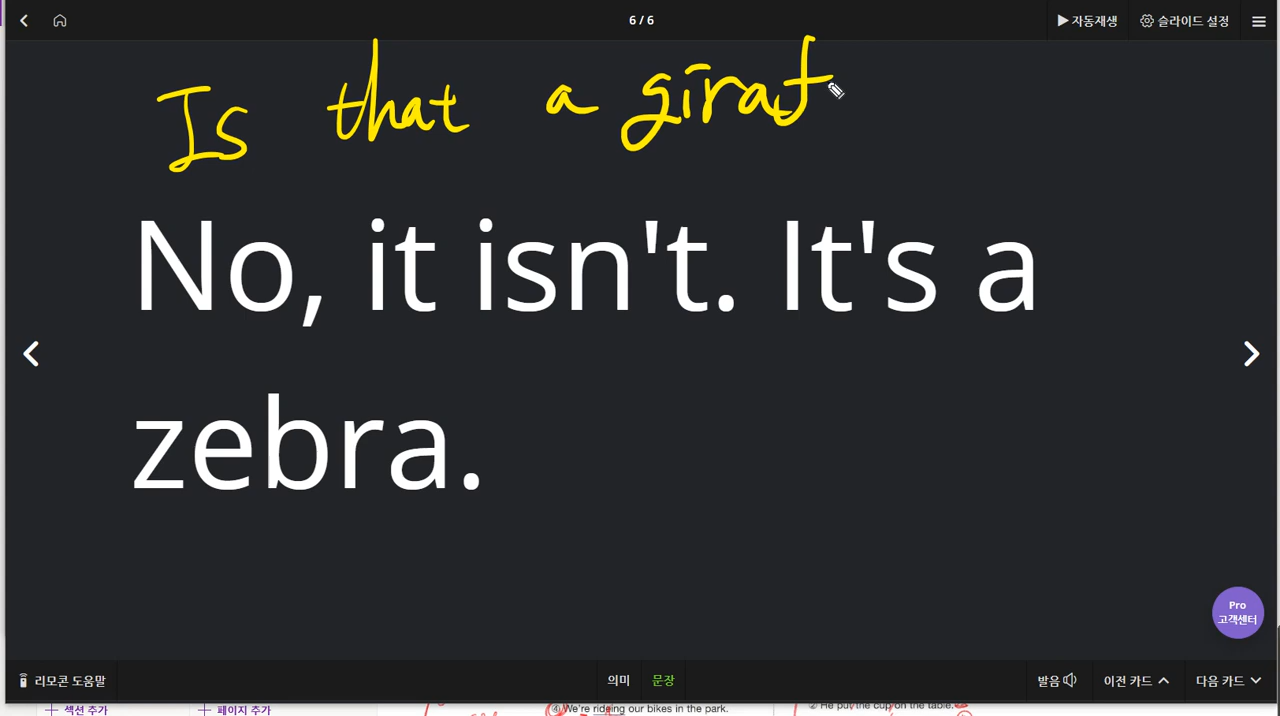 6 / 6
자동재생
슬라이드 설정
Is that a giraf
No, it isn't. It's a
zebra.
Pro
고객센터
리모콘 도움말
의미
문장
발음
이전 카드
다음 카드
섹션 추가
페이지 추가
④ We're riding our bikes in the park.
② He put the cup on the table.